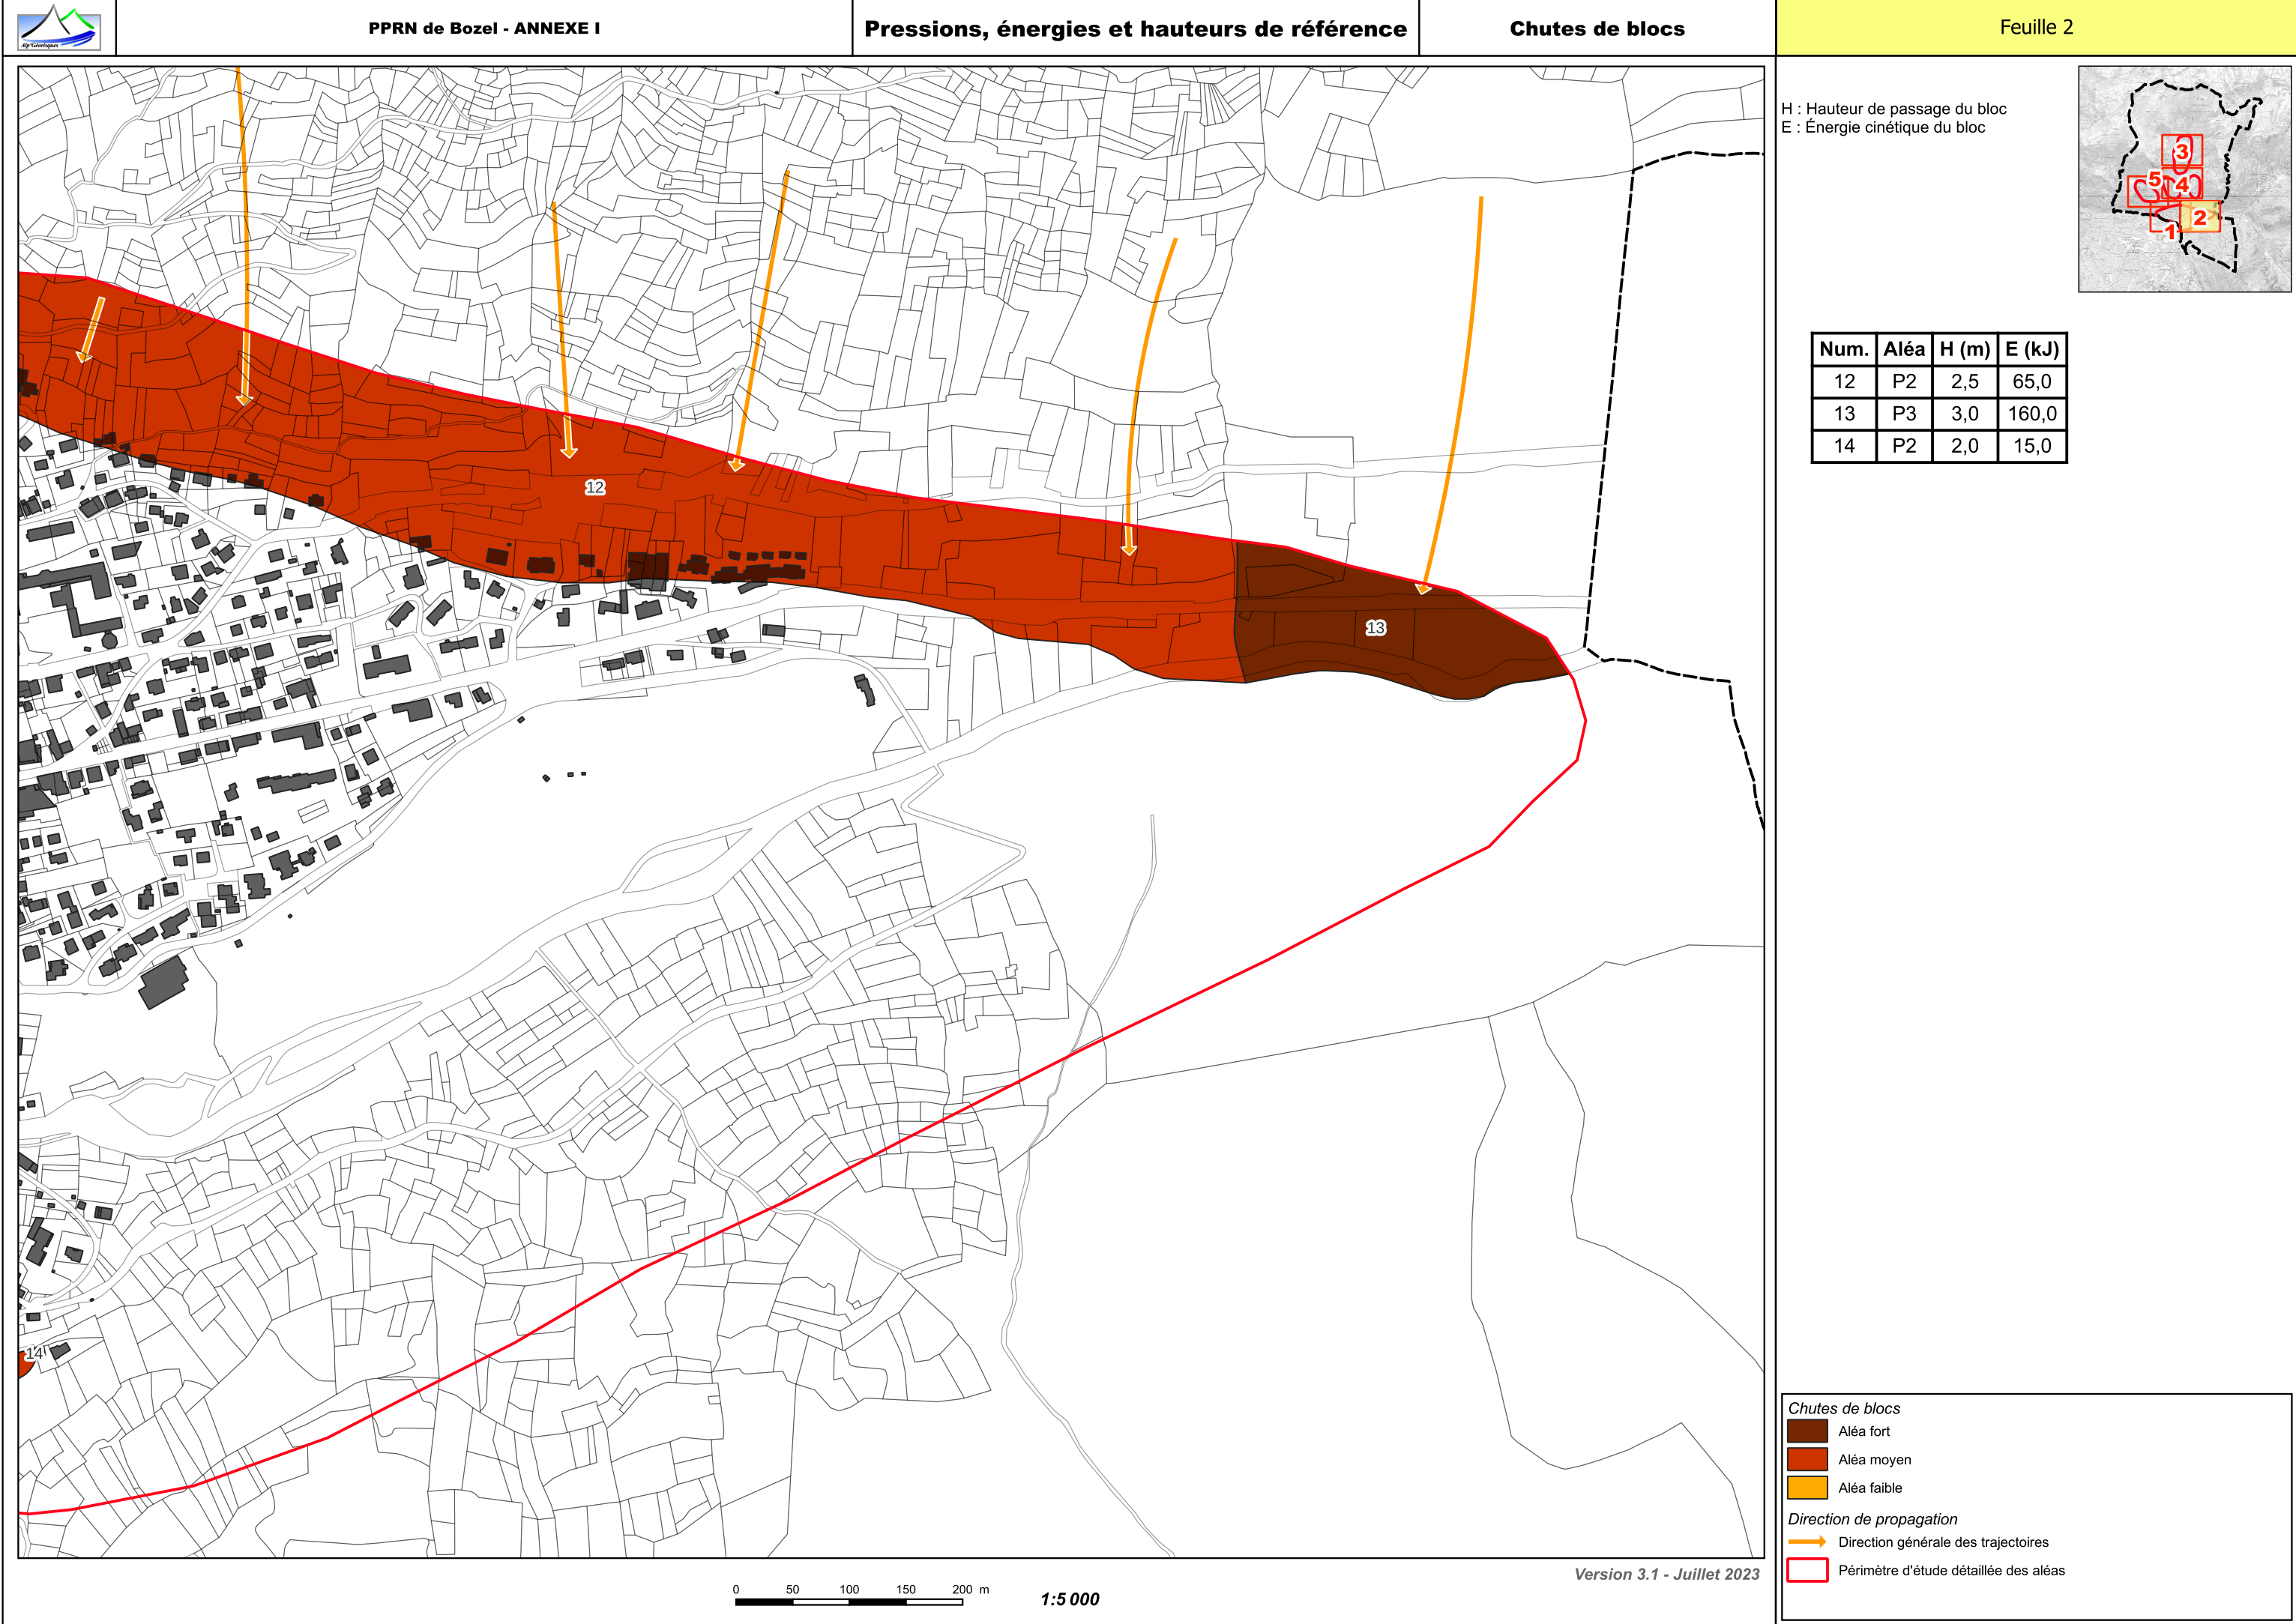 Alp'Géorisques
PPRN de Bozel - ANNEXE I
Pressions, énergies et hauteurs de référence
Chutes de blocs
Feuille 2
H : Hauteur de passage du bloc
E : Énergie cinétique du bloc
3
5
4
2
1
Num. Aléa H (m) E (kJ)
12 P2 2,5 65,0
13 P3 3,0 160,0
14 P2 2,0 15,0
12
13
14
Chutes de blocs
Aléa fort
Aléa moyen
Aléa faible
Direction de propagation
Direction générale des trajectoires
Périmètre d'étude détaillée des aléas
Version 3.1 - Juillet 2023
0 50 100 150 200 m
1:5 000